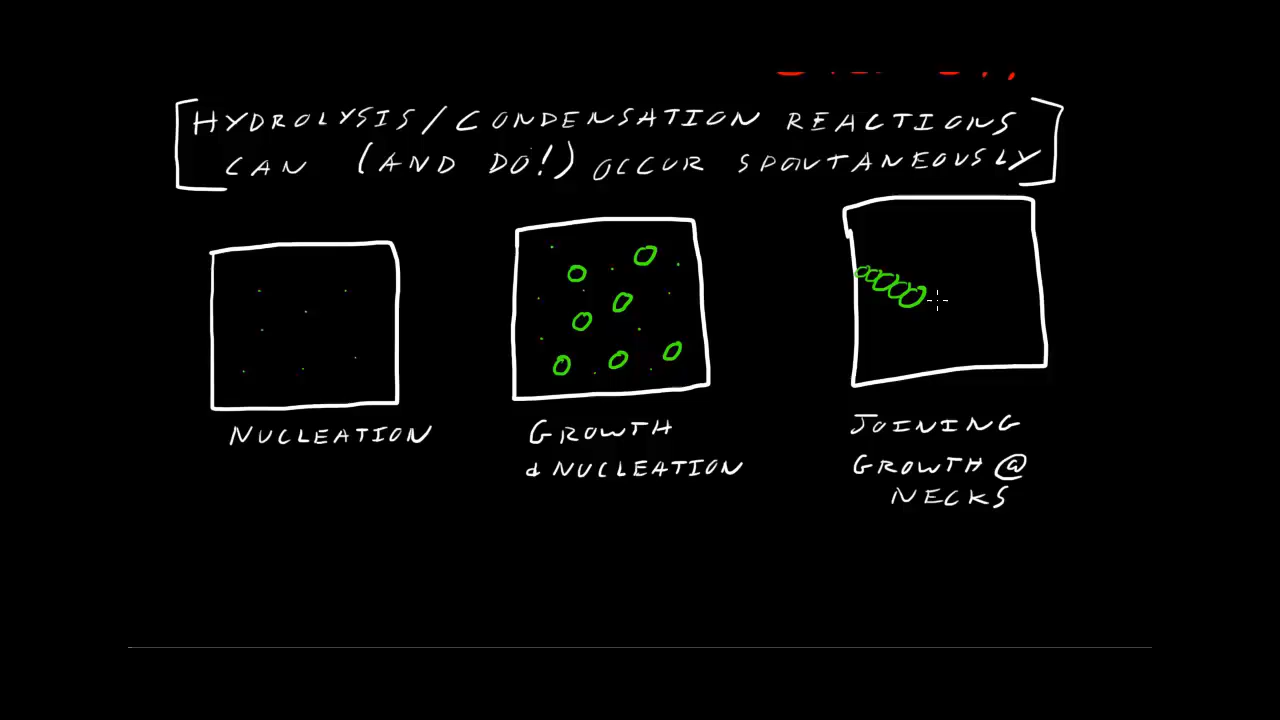 HYDROLYSIS/CONDENSATION REACTIONS
CAN (AND DO!) OCCUR SPONTANEOUSLY
NUCLEATION
GROWTH
& NUCLEATION
JOINING
GROWTH @
NECKS